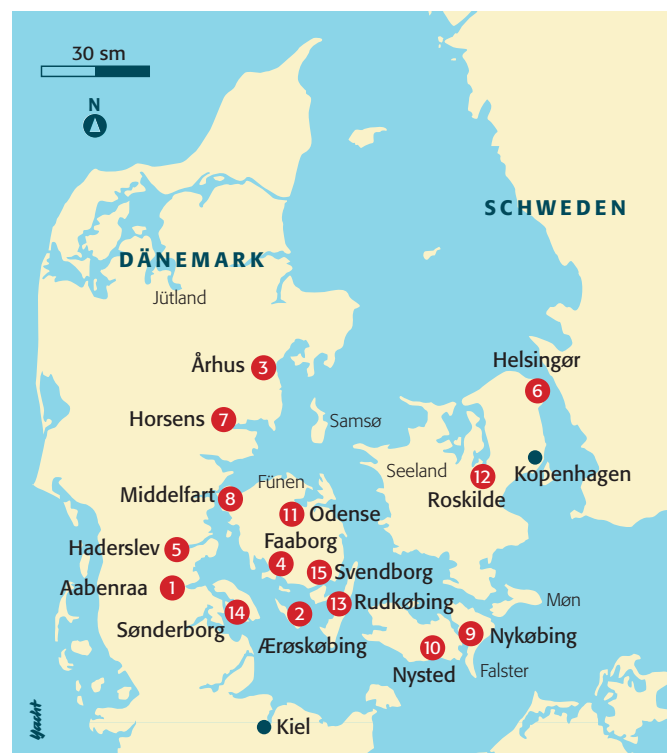 30 sm
N
SCHWEDEN
DÄNEMARK
Jütland
Århus
3
Helsingør
6
Horsens
7
Samsø
Seeland
12
Kopenhagen
Roskilde
Middelfart
8
Fünen
11
Odense
Haderslev
5
Faaborg
4
15
Svendborg
Aabenraa
1
Sønderborg
14
2
Ærøskøbing
13
Rudkøbing
Møn
9
Nykøbing
10
Nysted
Falster
Kiel
Yacht